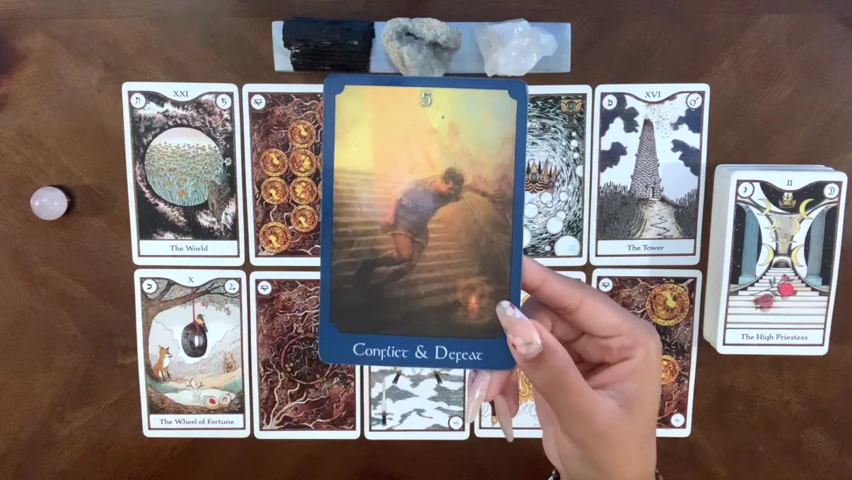 XXI
The World
5
Conflict & Defeat
XVI
The Tower
II
The High Priestess
X
The Wheel of Fortune